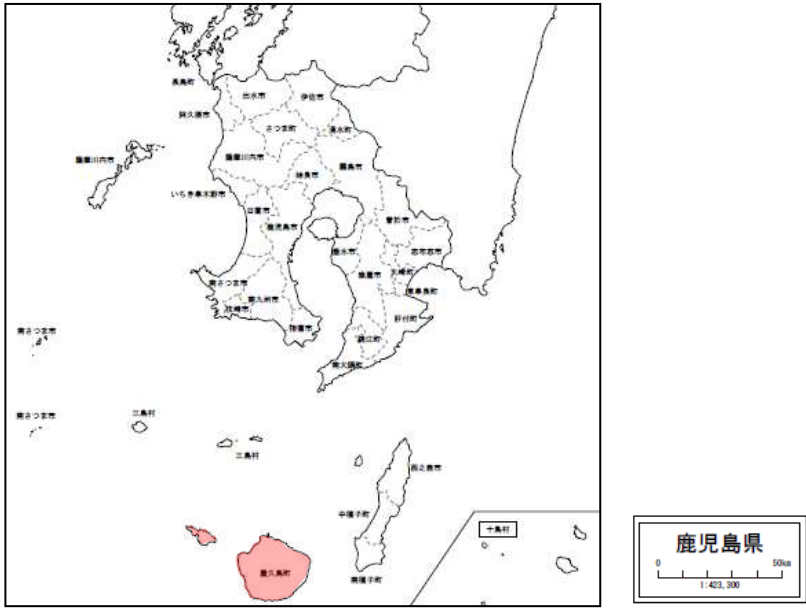 長島町
出水市
伊佐市
阿久根市
さつま町
湧水町
薩摩川内市
薩摩川内市
霧島市
姶良市
いちき串木野市
日置市
鹿児島市
曽於市
志布志市
垂水市
鹿屋市
大崎町
東串良町
南さつま市
南九州市
枕崎市
指宿市
肝付町
錦江町
南大隅町
南さつま市
南さつま市
三島村
三島村
西之表市
中種子町
南種子町
屋久島町
十島村
鹿児島県
0 50km
1:423,300